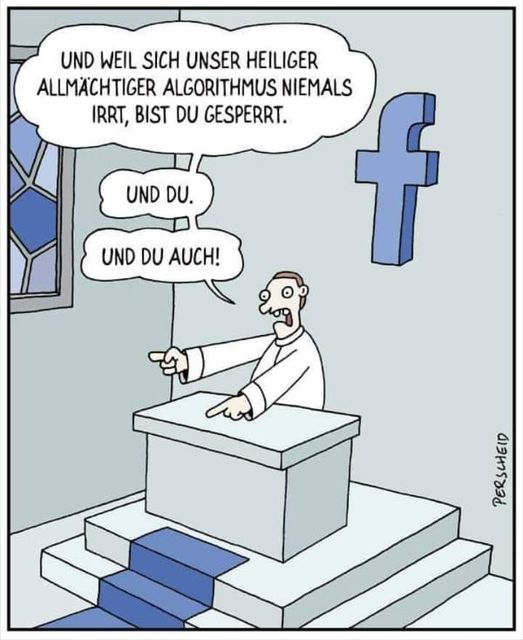 UND WEIL SICH UNSER HEILIGER
ALLMÄCHTIGER ALGORITHMUS NIEMALS
IRRT, BIST DU GESPERRT.
UND DU.
UND DU AUCH!
f
PERSCHEID